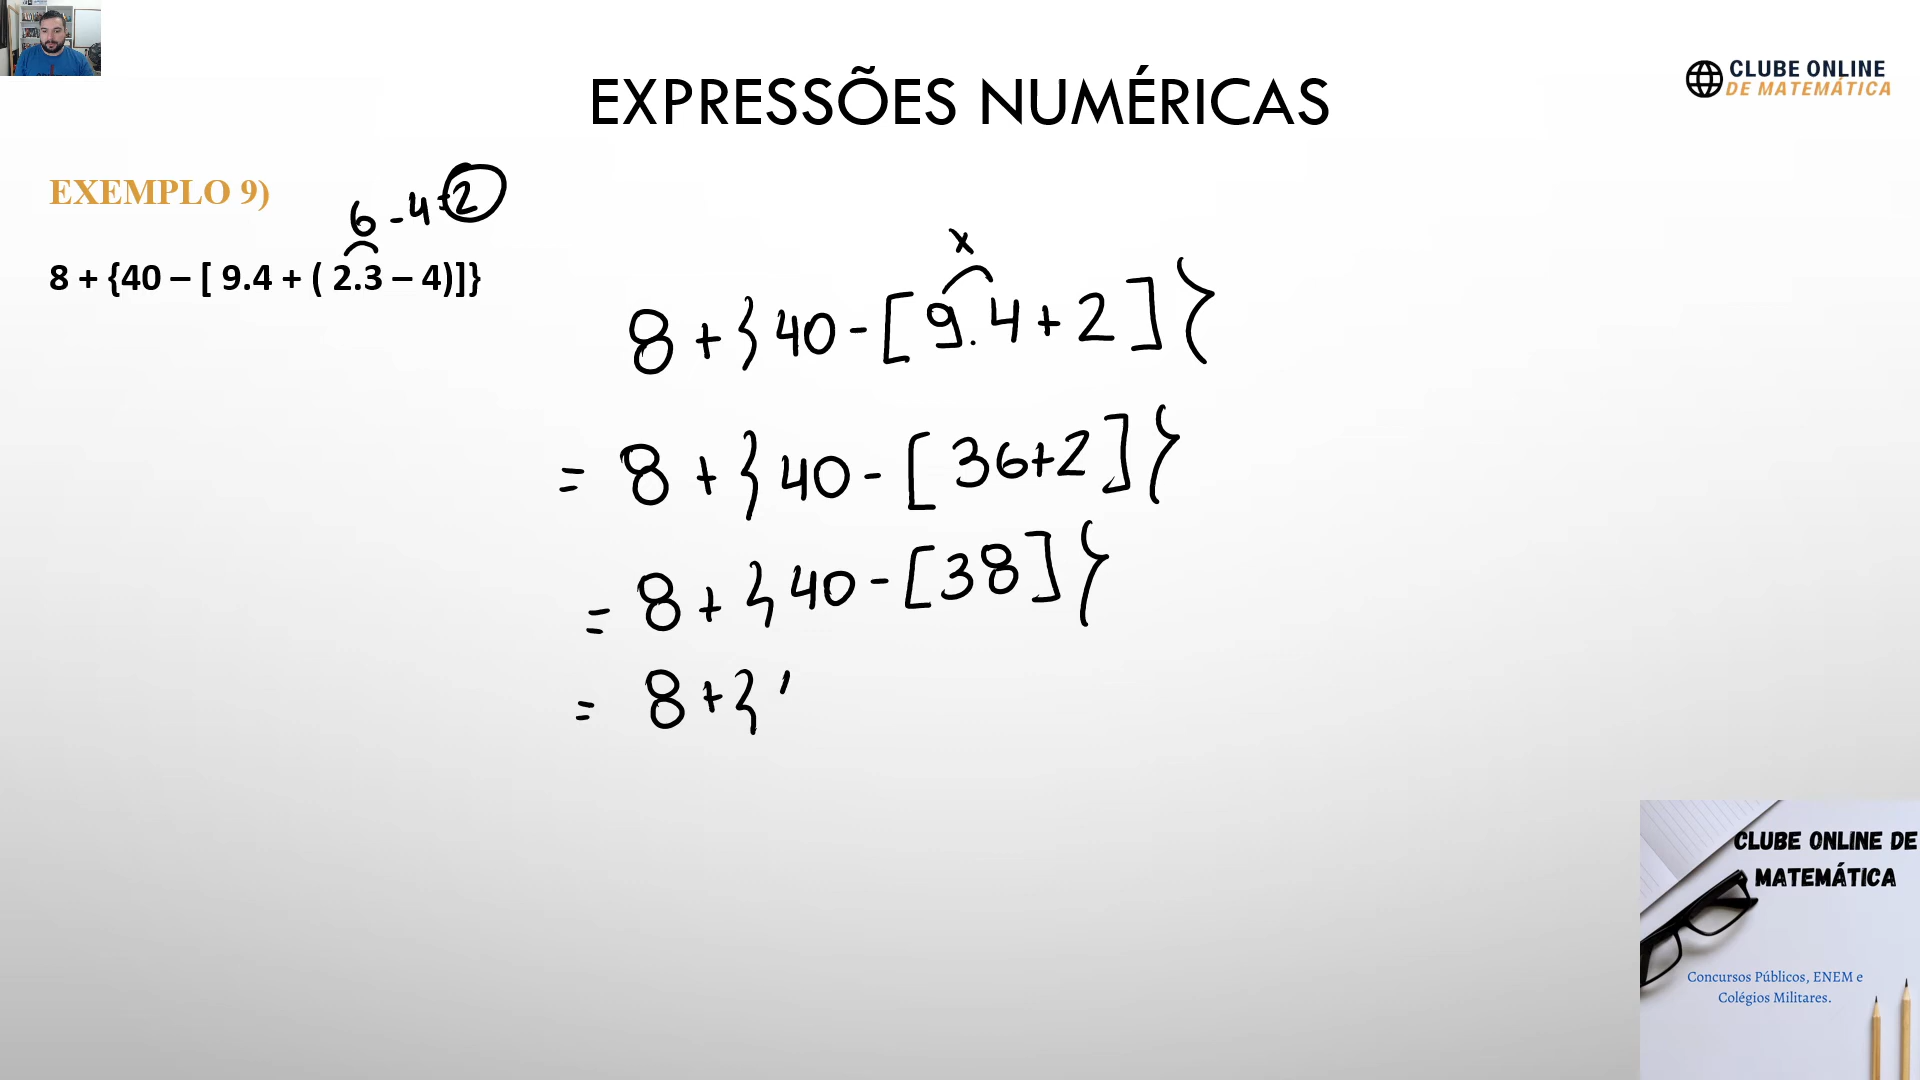 EXPRESSÕES NUMÉRICAS
CLUBE ONLINE
DE MATEMÁTICA
EXEMPLO 9)
6 - 4 = 2
8 + {40 – [ 9.4 + ( 2.3 – 4)]}
x
8 + { 40 - [ 9.4 + 2 ] }
= 8 + { 40 - [ 36+2 ] }
= 8 + { 40 - [ 38 ] }
= 8 + {
CLUBE ONLINE DE
MATEMÁTICA
Concursos Públicos, ENEM e
Colégios Militares.